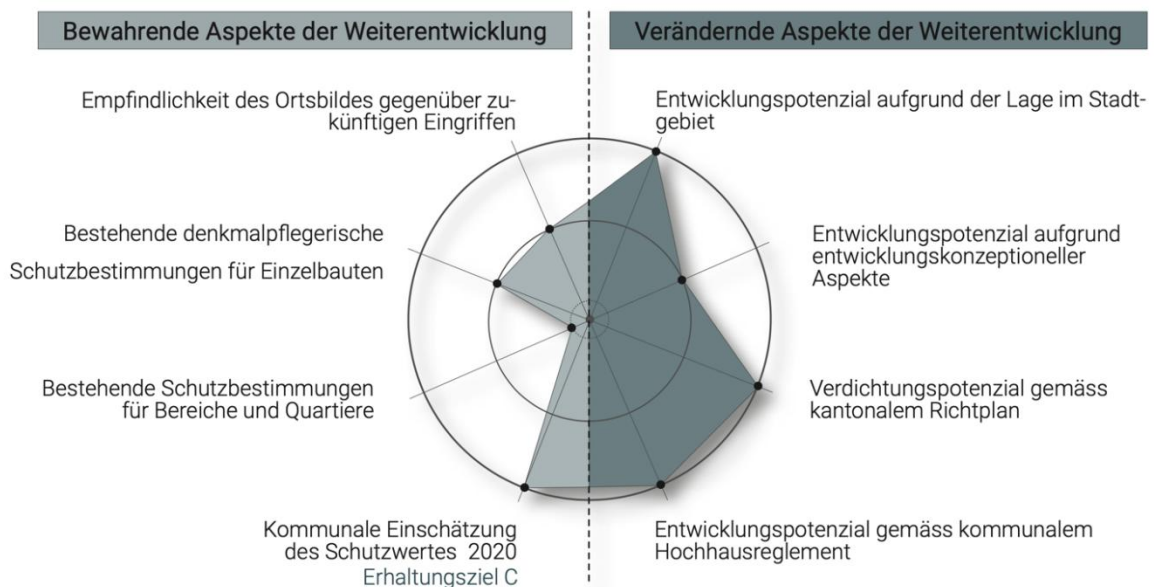 Bewahrende Aspekte der Weiterentwicklung
Verändernde Aspekte der Weiterentwicklung
Empfindlichkeit des Ortsbildes gegenüber zu-
künftigen Eingriffen
Bestehende denkmalpflegerische
Schutzbestimmungen für Einzelbauten
Bestehende Schutzbestimmungen
für Bereiche und Quartiere
Kommunale Einschätzung
des Schutzwertes 2020
Erhaltungsziel C
Entwicklungspotenzial aufgrund der Lage im Stadt-
gebiet
Entwicklungspotenzial aufgrund
entwicklungskonzeptioneller
Aspekte
Verdichtungspotenzial gemäss
kantonalem Richtplan
Entwicklungspotenzial gemäss kommunalem
Hochhausreglement